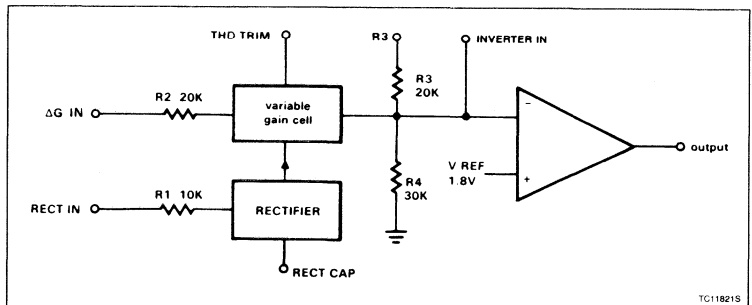 THD TRIM
R3
INVERTER IN
R2 20K
ΔG IN
variable
gain cell
R3
20K
output
V REF
1.8V
R1 10K
RECT IN
RECTIFIER
R4
30K
RECT CAP
TC11821S